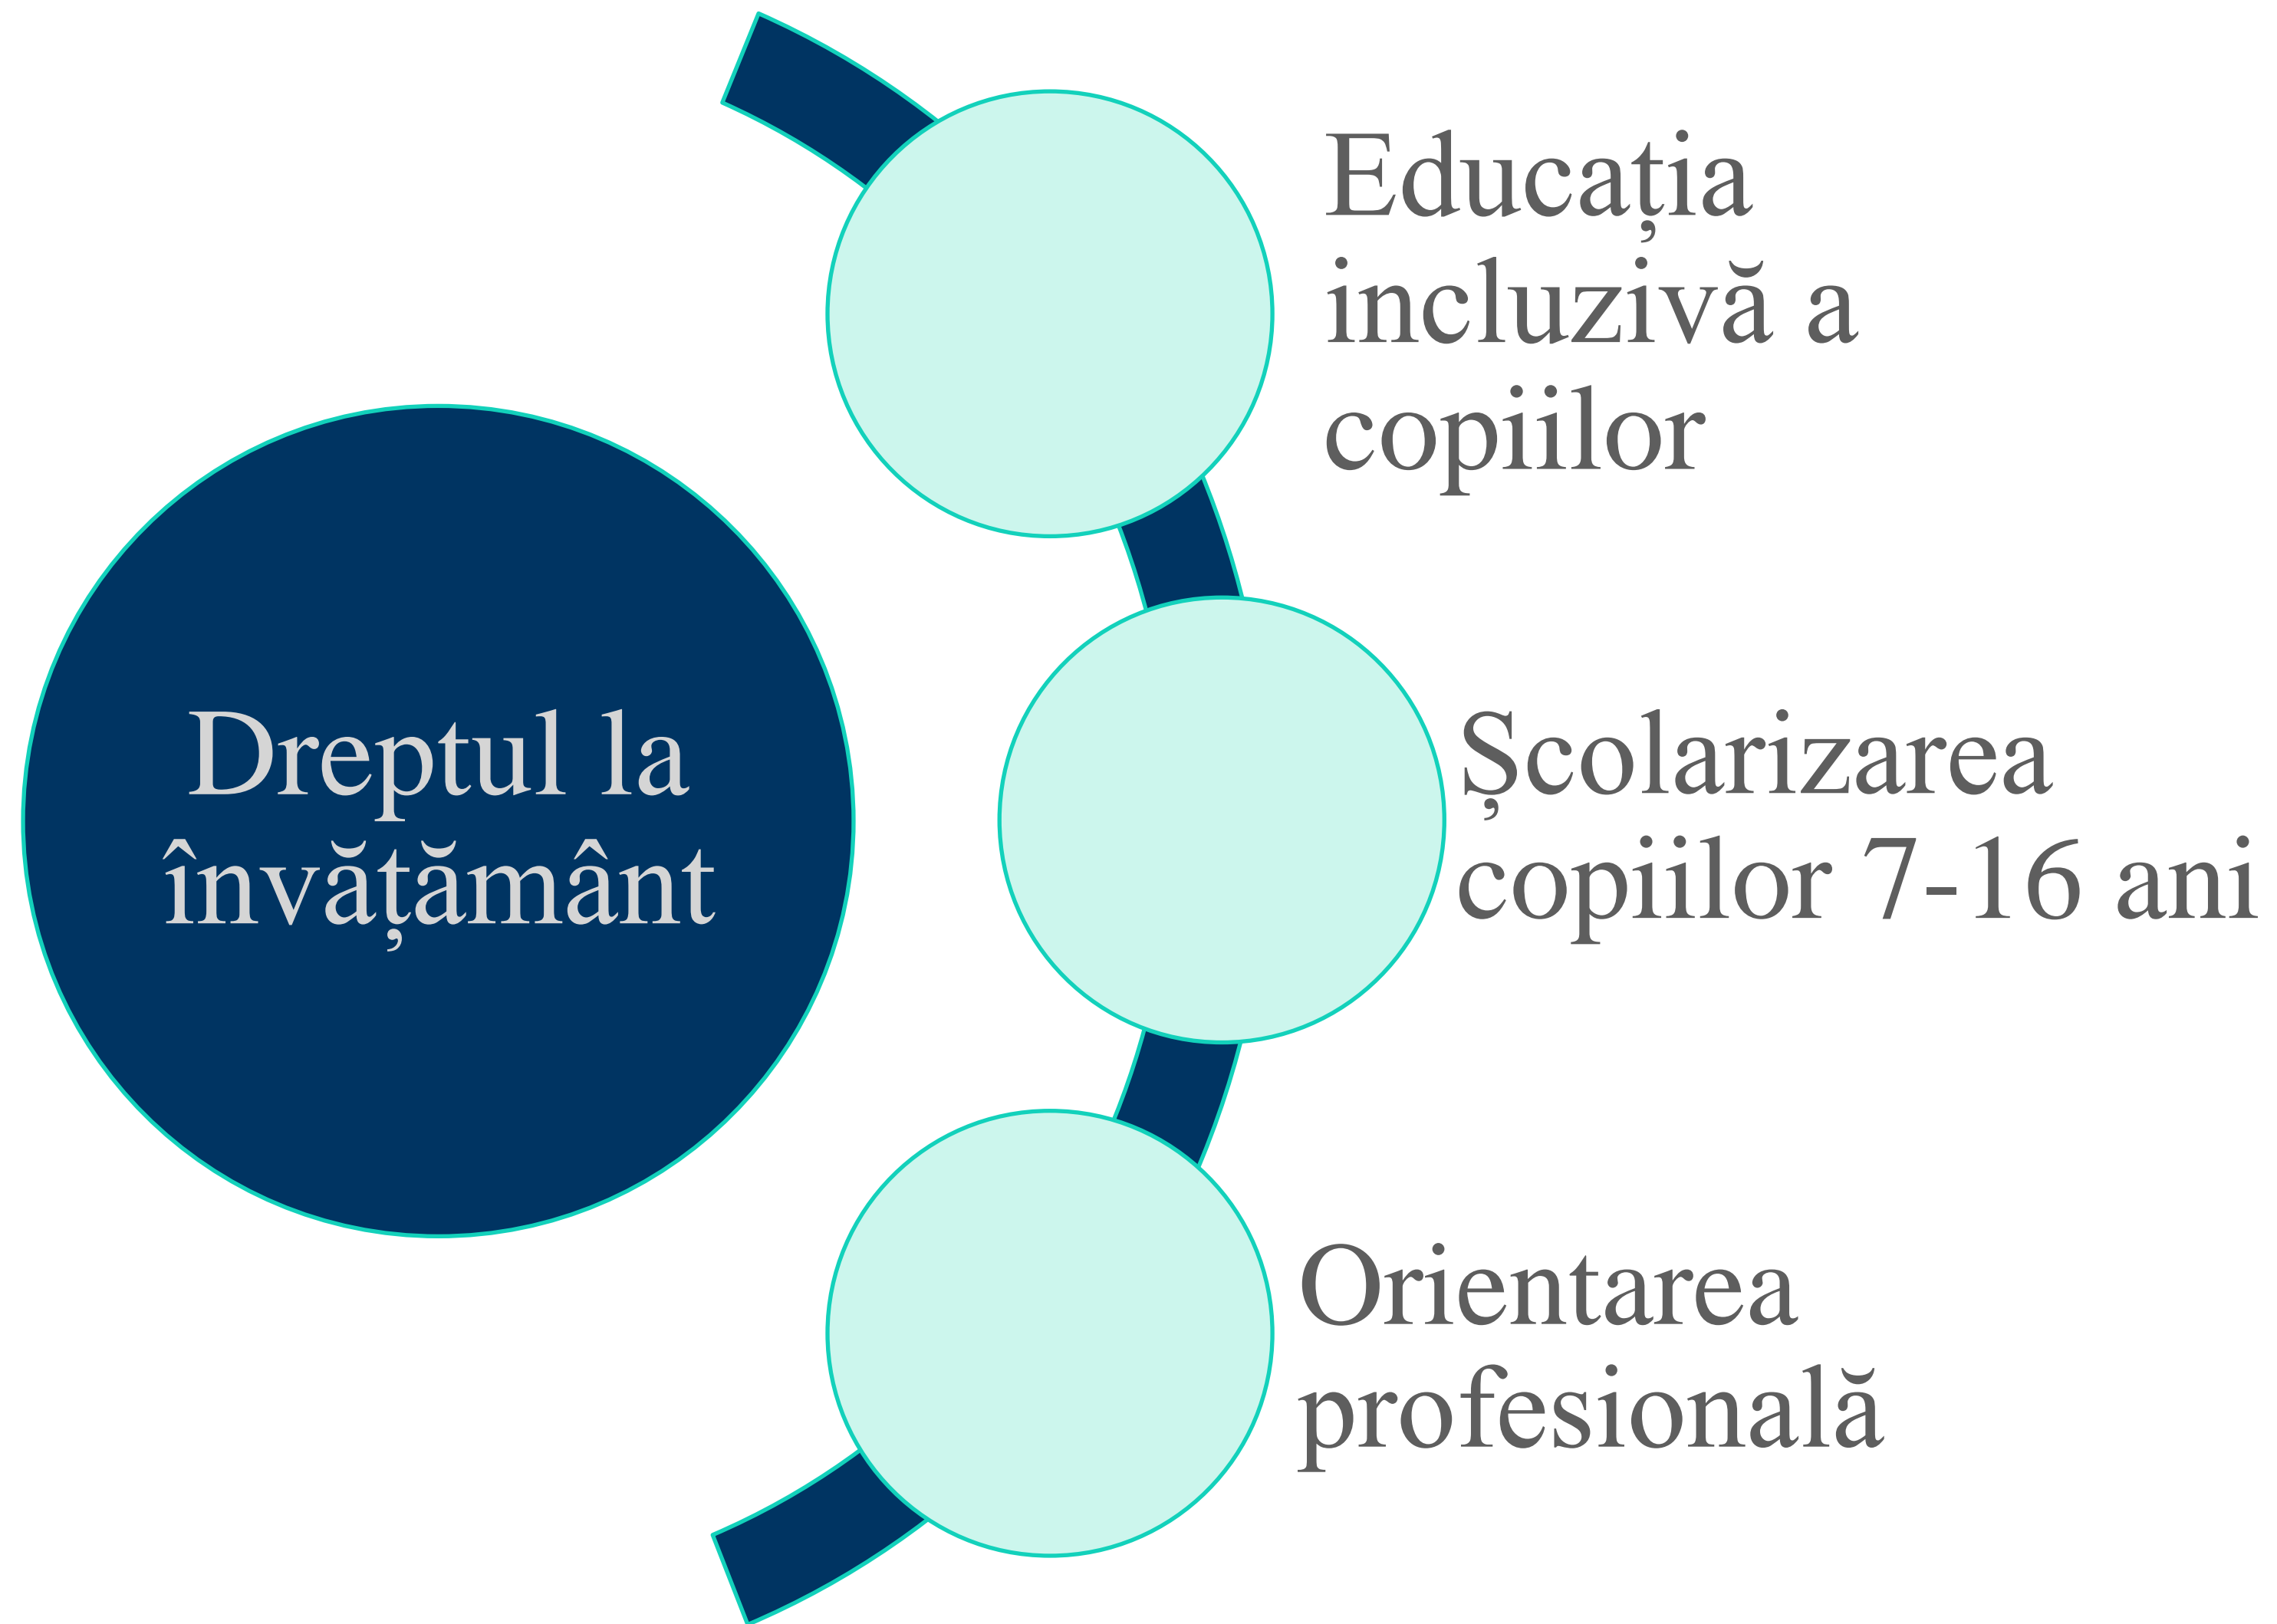 Dreptul la
învățământ
Educația
incluzivă a
copiilor
Școlarizarea
copiilor 7-16 ani
Orientarea
profesională